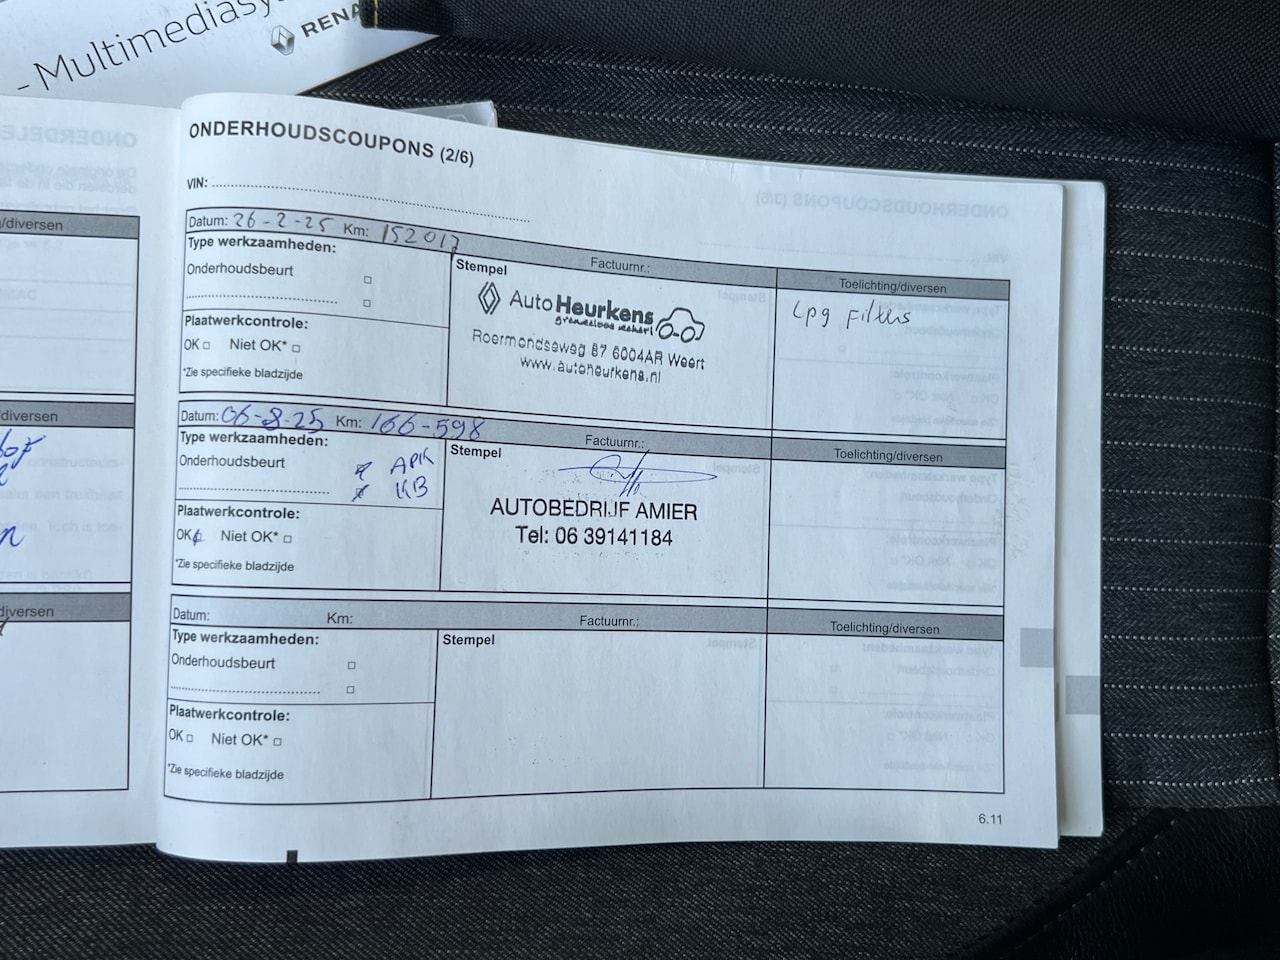 - Multimediasy
RENA
ONDERHOUDSCOUPONS (2/6)
VIN:
Datum: 26-2-25 Km: 152017
Factuurnr.:
Type werkzaamheden:
Onderhoudsbeurt
Plaatwerkcontrole:
OK Niet OK*
*Zie specifieke bladzijde
Stempel
Auto Heurkens
Roermondseweg 87 6004AR Weert
www.autoheurkens.nl
Toelichting/diversen
Lpg Filters
Datum: 06-8-25 Km: 166-598
Factuurnr.:
Type werkzaamheden:
Onderhoudsbeurt APK
KB
Plaatwerkcontrole:
OK Niet OK*
*Zie specifieke bladzijde
Stempel
AUTOBEDRIJF AMIER
Tel: 06 39141184
Toelichting/diversen
Datum: Km:
Factuurnr.:
Type werkzaamheden:
Onderhoudsbeurt
Plaatwerkcontrole:
OK Niet OK*
*Zie specifieke bladzijde
Stempel
Toelichting/diversen
6.11
/diversen
diversen
diversen